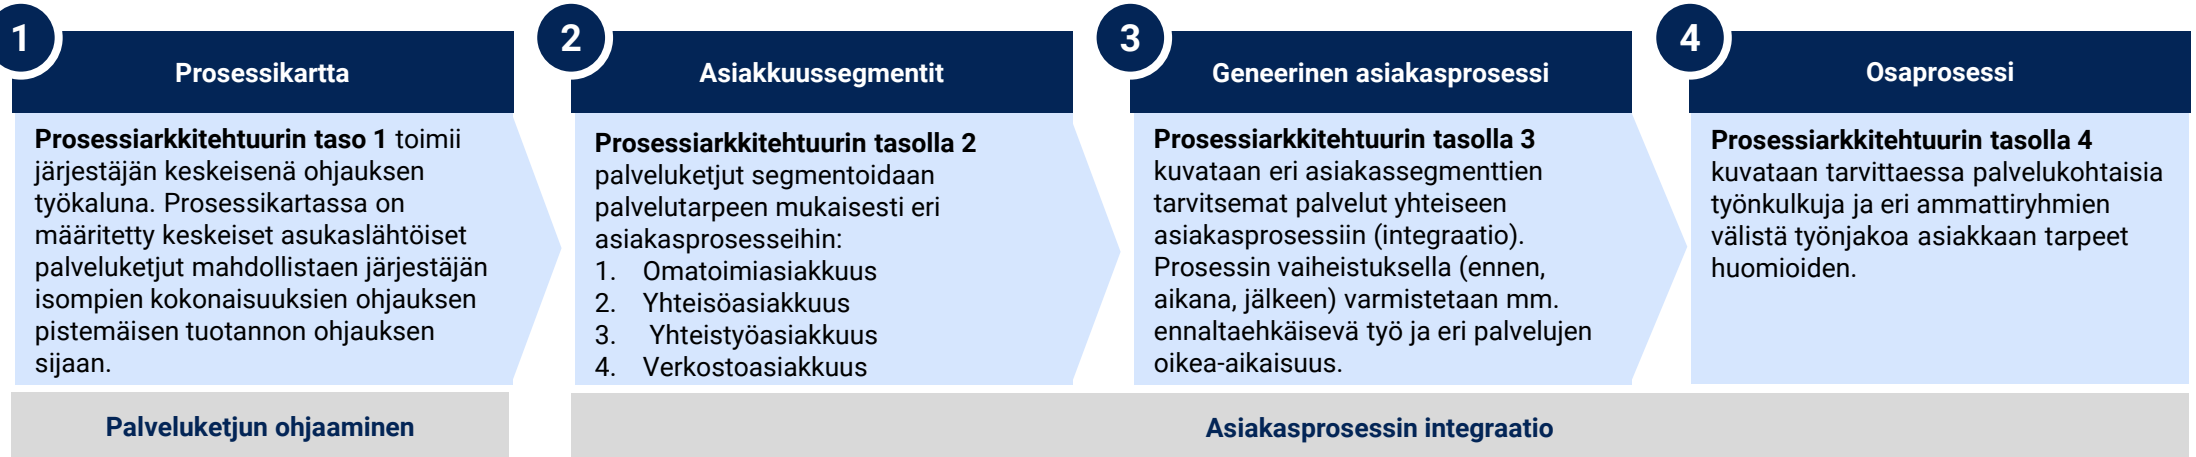 1
Prosessikartta
Prosessiarkkitehtuurin taso 1 toimii
järjestäjän keskeisenä ohjauksen
työkaluna. Prosessikartassa on
määritetty keskeiset asukaslähtöiset
palveluketjut mahdollistaen järjestäjän
isompien kokonaisuuksien ohjauksen
pistemäisen tuotannon ohjauksen
sijaan.
Palveluketjun ohjaaminen
2
Asiakkuussegmentit
Prosessiarkkitehtuurin tasolla 2
palveluketjut segmentoidaan
palvelutarpeen mukaisesti eri
asiakasprosesseihin:
1. Omatoimiasiakkuus
2. Yhteisöasiakkuus
3. Yhteistyöasiakkuus
4. Verkostoasiakkuus
3
Geneerinen asiakasprosessi
Prosessiarkkitehtuurin tasolla 3
kuvataan eri asiakassegmenttien
tarvitsemat palvelut yhteiseen
asiakasprosessiin (integraatio).
Prosessin vaiheistuksella (ennen,
aikana, jälkeen) varmistetaan mm.
ennaltaehkäisevä työ ja eri palvelujen
oikea-aikaisuus.
4
Osaprosessi
Prosessiarkkitehtuurin tasolla 4
kuvataan tarvittaessa palvelukohtaisia
työnkulkuja ja eri ammattiryhmien
välistä työnjakoa asiakkaan tarpeet
huomioiden.
Asiakasprosessin integraatio